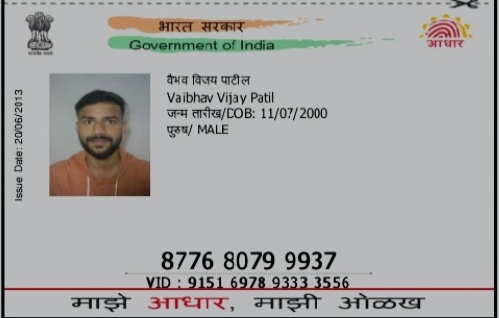 भारत सरकार
Government of India
आधार
Issue Date: 20/06/2013
वैभव विजय पाटील
Vaibhav Vijay Patil
जन्म तारीख/DOB: 11/07/2000
पुरुष/ MALE
8776 8079 9937
VID : 9151 6978 9333 3556
माझे आधार, माझी ओळख